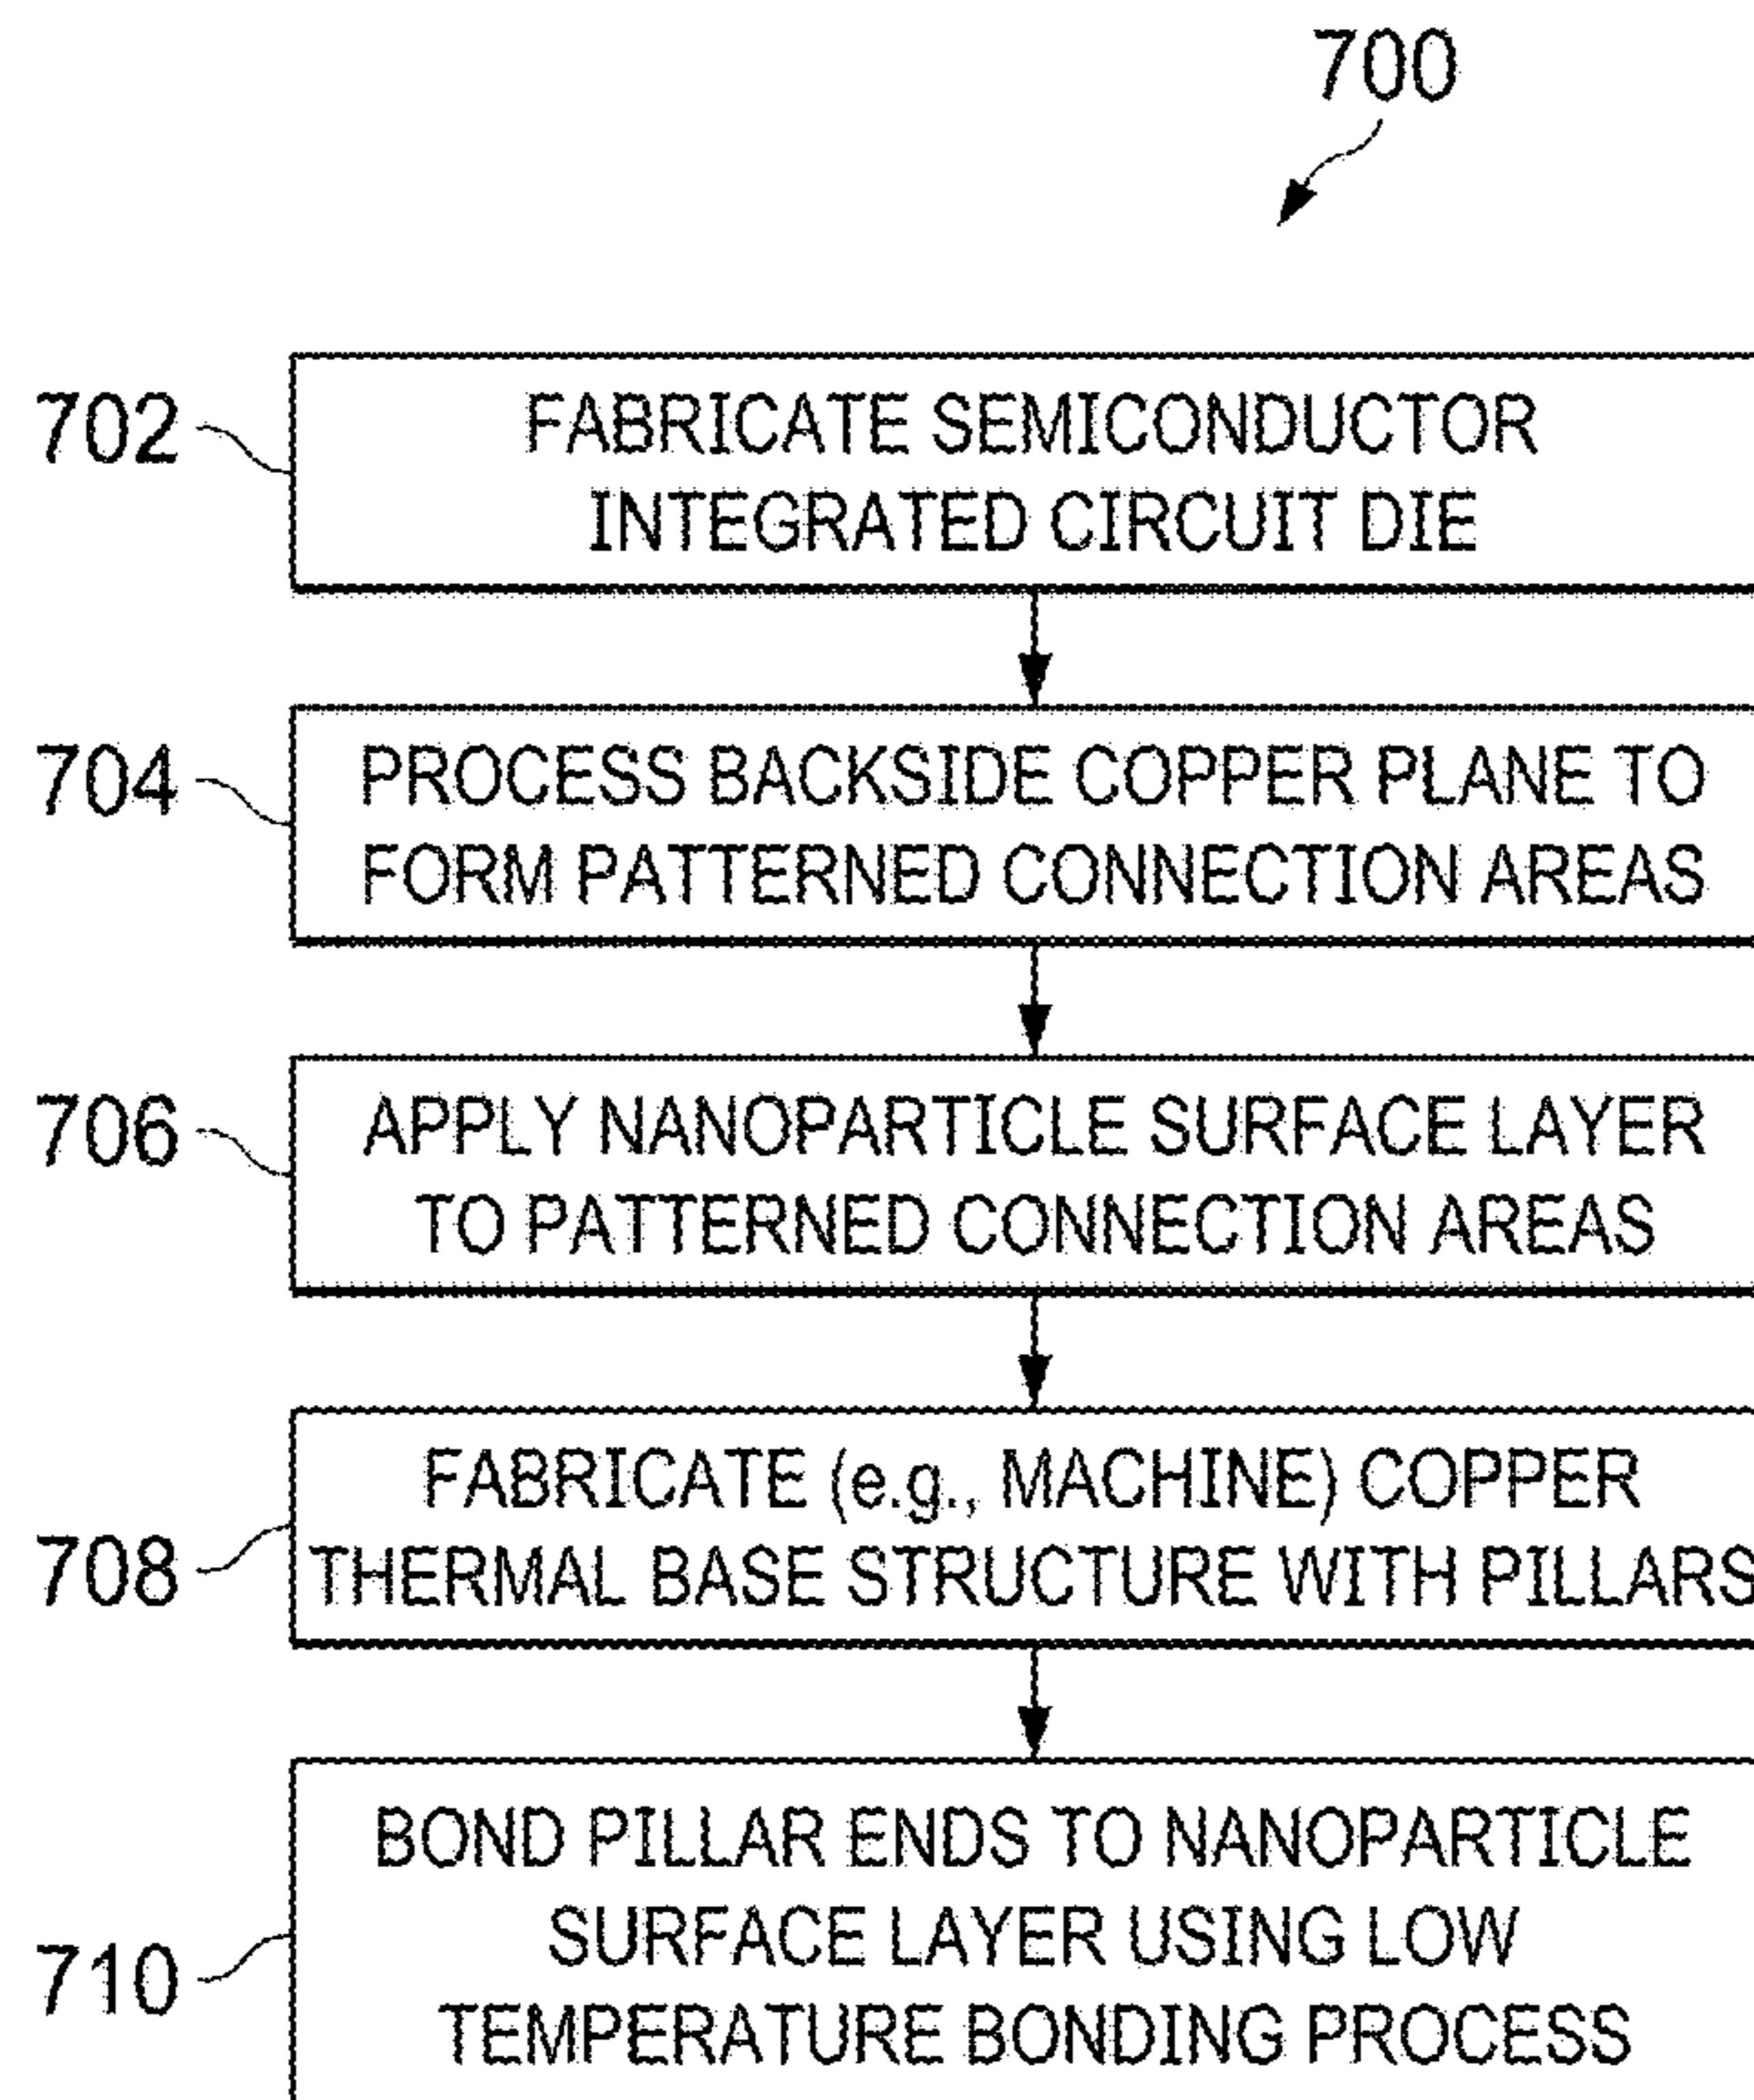 700
702
FABRICATE SEMICONDUCTOR
INTEGRATED CIRCUIT DIE
704
PROCESS BACKSIDE COPPER PLANE TO
FORM PATTERNED CONNECTION AREAS
706
APPLY NANOPARTICLE SURFACE LAYER
TO PATTERNED CONNECTION AREAS
708
FABRICATE (e.g., MACHINE) COPPER
THERMAL BASE STRUCTURE WITH PILLARS
710
BOND PILLAR ENDS TO NANOPARTICLE
SURFACE LAYER USING LOW
TEMPERATURE BONDING PROCESS